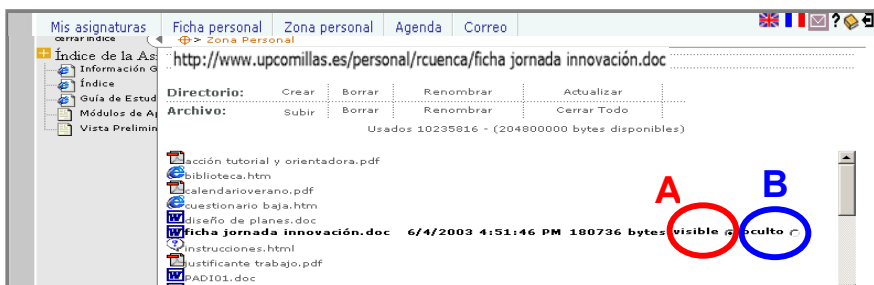 Mis asignaturas Ficha personal Zona personal Agenda Correo ?
cerrar índice > Zona Personal
Índice de la As
http://www.upcomillas.es/personal/rcuenca/ficha jornada innovación.doc
Información G
Índice
Guía de Estud
Módulos de Ap
Vista Prelimin
Directorio: Crear Borrar Renombrar Actualizar
Archivo: Subir Borrar Renombrar Cerrar Todo
Usados 10235816 - (204800000 bytes disponibles)
acción tutorial y orientadora.pdf
biblioteca.htm
calendarioverano.pdf
cuestionario baja.htm
diseño de planes.doc
A B
ficha jornada innovación.doc 6/4/2003 4:51:46 PM 180736 bytes visible oculto
instrucciones.html
justificante trabajo.pdf
PADI01.doc